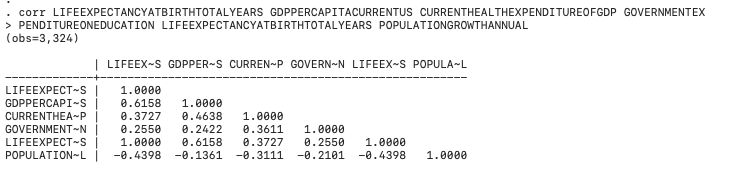 .
. corr LIFEEXPECTANCYATBIRTHTOTALYEARS GDPPERCAPITACURRENTUS CURRENTHEALTHEXPENDITUREOFGDP GOVERNMENTEX
> PENDITUREONEDUCATION LIFEEXPECTANCYATBIRTHTOTALYEARS POPULATIONGROWTHANNUAL
(obs=3,324)
| LIFEEX~S GDPPER~S CURREN~P GOVERN~N LIFEEX~S POPULA~L
-------------+------------------------------------------------------
LIFEEXPECT~S | 1.0000
GDPPERCAPI~S | 0.6158 1.0000
CURRENTHEA~P | 0.3727 0.4638 1.0000
GOVERNMENT~N | 0.2550 0.2422 0.3611 1.0000
LIFEEXPECT~S | 1.0000 0.6158 0.3727 0.2550 1.0000
POPULATION~L | -0.4398 -0.1361 -0.3111 -0.2101 -0.4398 1.0000